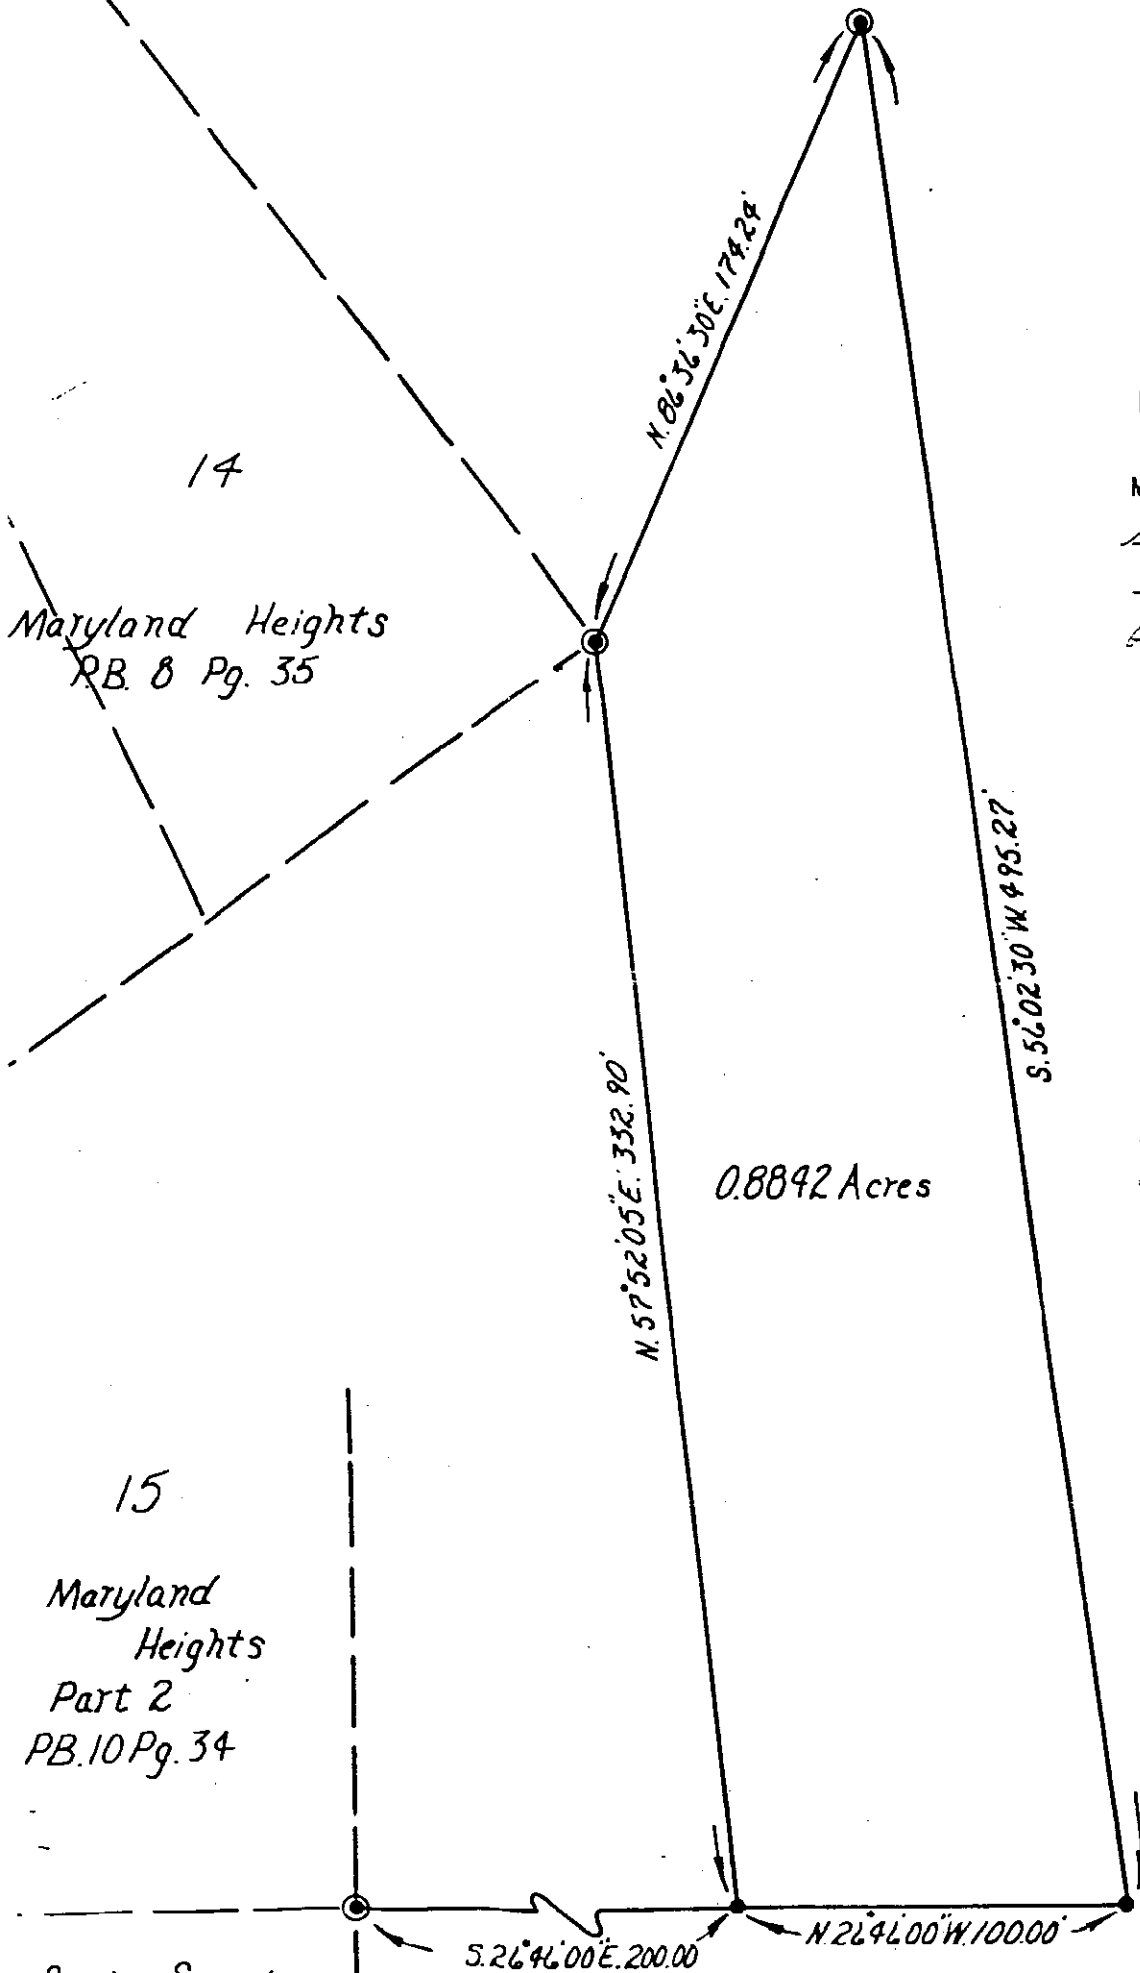 N.86°36'30"E. 174.24'
14
Maryland Heights
P.B. 8 Pg. 35
S.56°02'30"W. 495.27'
N.57°52'05"E. 332.90'
0.8842 Acres
15
Maryland
Heights
Part 2
P.B. 10 Pg. 34
S.26°46'00"E. 200.00'
N.26°46'00"W. 100.00'